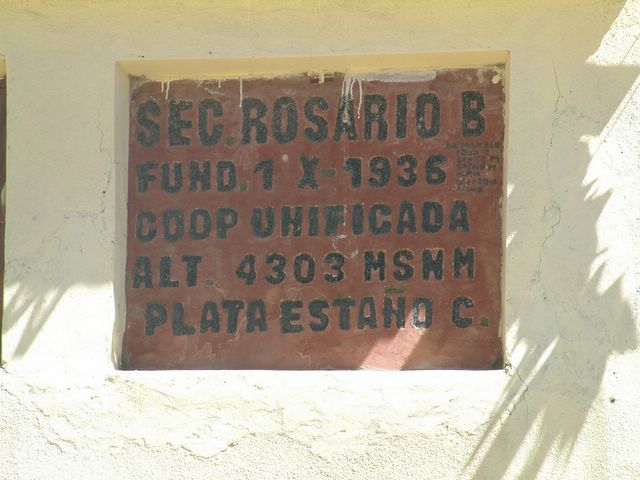 SEC. ROSARIO B
FUND. 1 X-1936
COOP UNIFICADA
ALT. 4303 MSNM
PLATA ESTAÑO C.